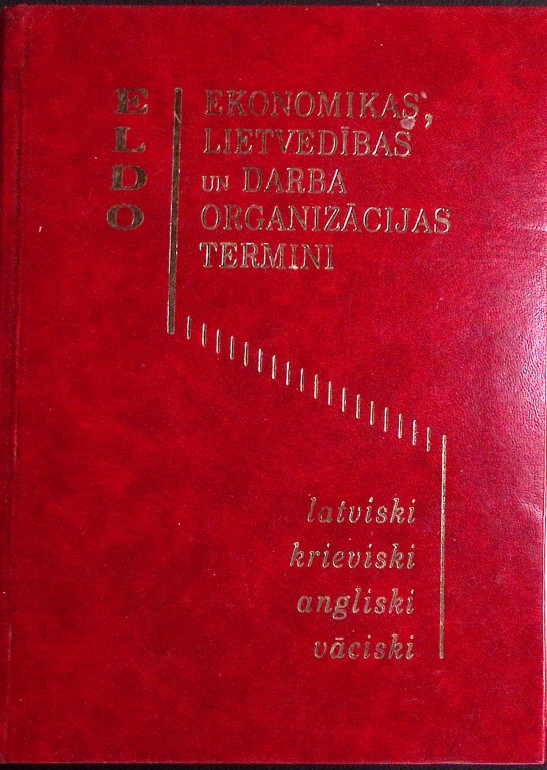 E
L
D
O
EKONOMIKAS,
LIETVEDĪBAS
UN DARBA
ORGANIZĀCIJAS
TERMINI
latviski
krieviski
angliski
vāciski